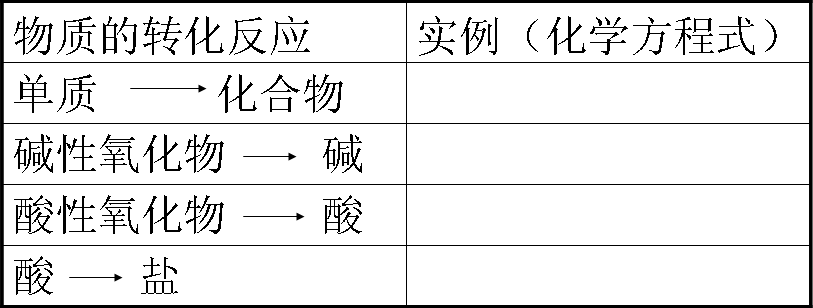 物质的转化反应 实例（化学方程式）
单质 ⟶ 化合物
碱性氧化物 ⟶ 碱
酸性氧化物 ⟶ 酸
酸 ⟶ 盐